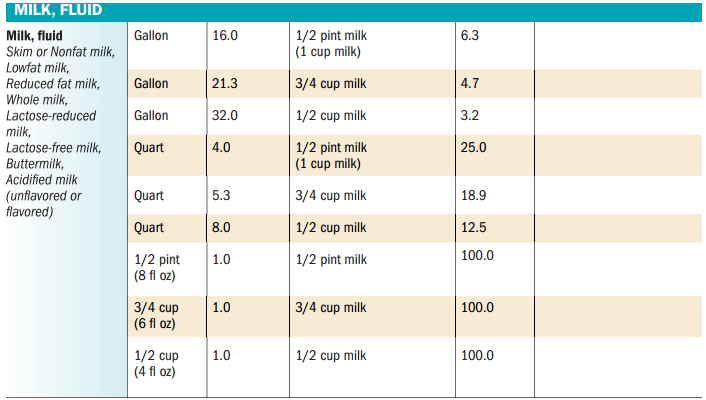 MILK, FLUID
Milk, fluid
Skim or Nonfat milk,
Lowfat milk,
Reduced fat milk,
Whole milk,
Lactose-reduced
milk,
Lactose-free milk,
Buttermilk,
Acidified milk
(unflavored or
flavored)
Gallon 16.0 1/2 pint milk 6.3
(1 cup milk)
Gallon 21.3 3/4 cup milk 4.7
Gallon 32.0 1/2 cup milk 3.2
Quart 4.0 1/2 pint milk 25.0
(1 cup milk)
Quart 5.3 3/4 cup milk 18.9
Quart 8.0 1/2 cup milk 12.5
1/2 pint 1.0 1/2 pint milk 100.0
(8 fl oz)
3/4 cup 1.0 3/4 cup milk 100.0
(6 fl oz)
1/2 cup 1.0 1/2 cup milk 100.0
(4 fl oz)